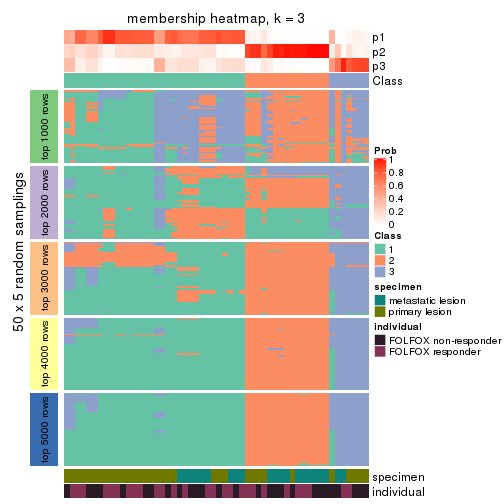 membership heatmap, k = 3
p1
p2
p3
Class
50 x 5 random samplings
top 1000 rows
top 2000 rows
top 3000 rows
top 4000 rows
top 5000 rows
Prob
1
0.8
0.6
0.4
0.2
0
Class
1
2
3
specimen
metastatic lesion
primary lesion
individual
FOLFOX non-responder
FOLFOX responder
specimen
individual